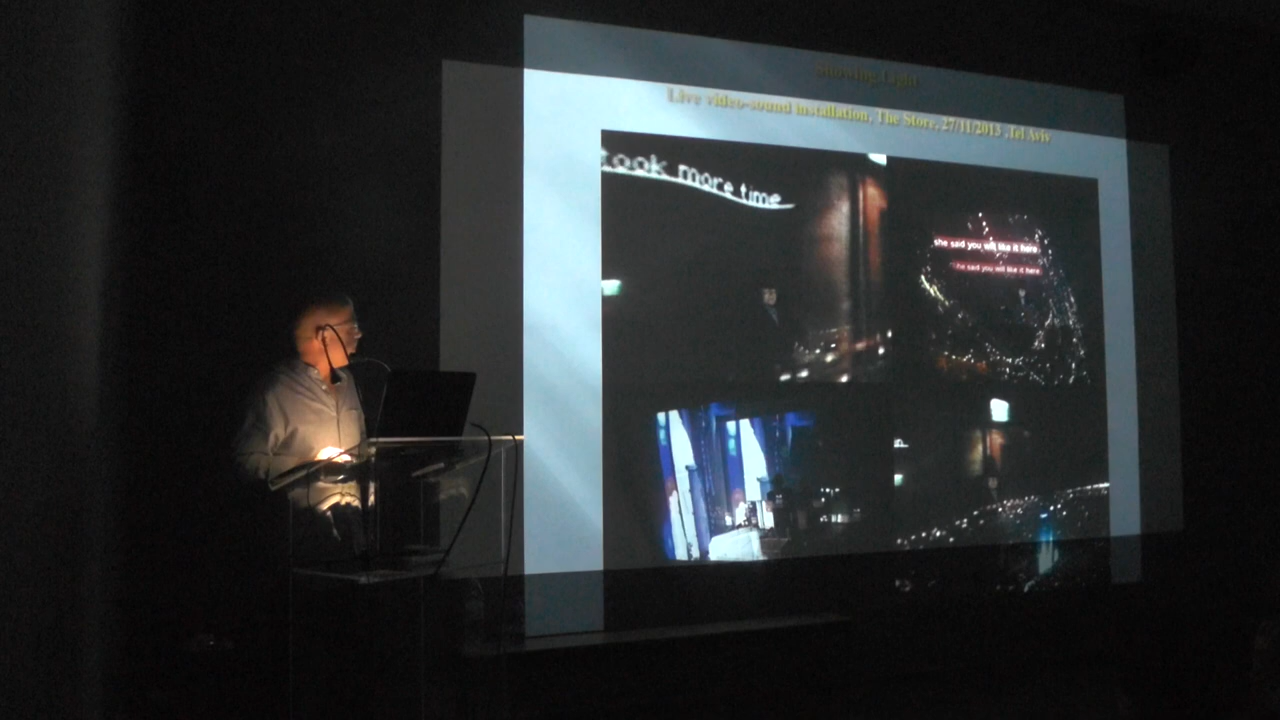 Showing Light
Live video-sound installation, The Store, 27/11/2013 ,Tel Aviv
took more time
she said you will like it here
he said you will like it here